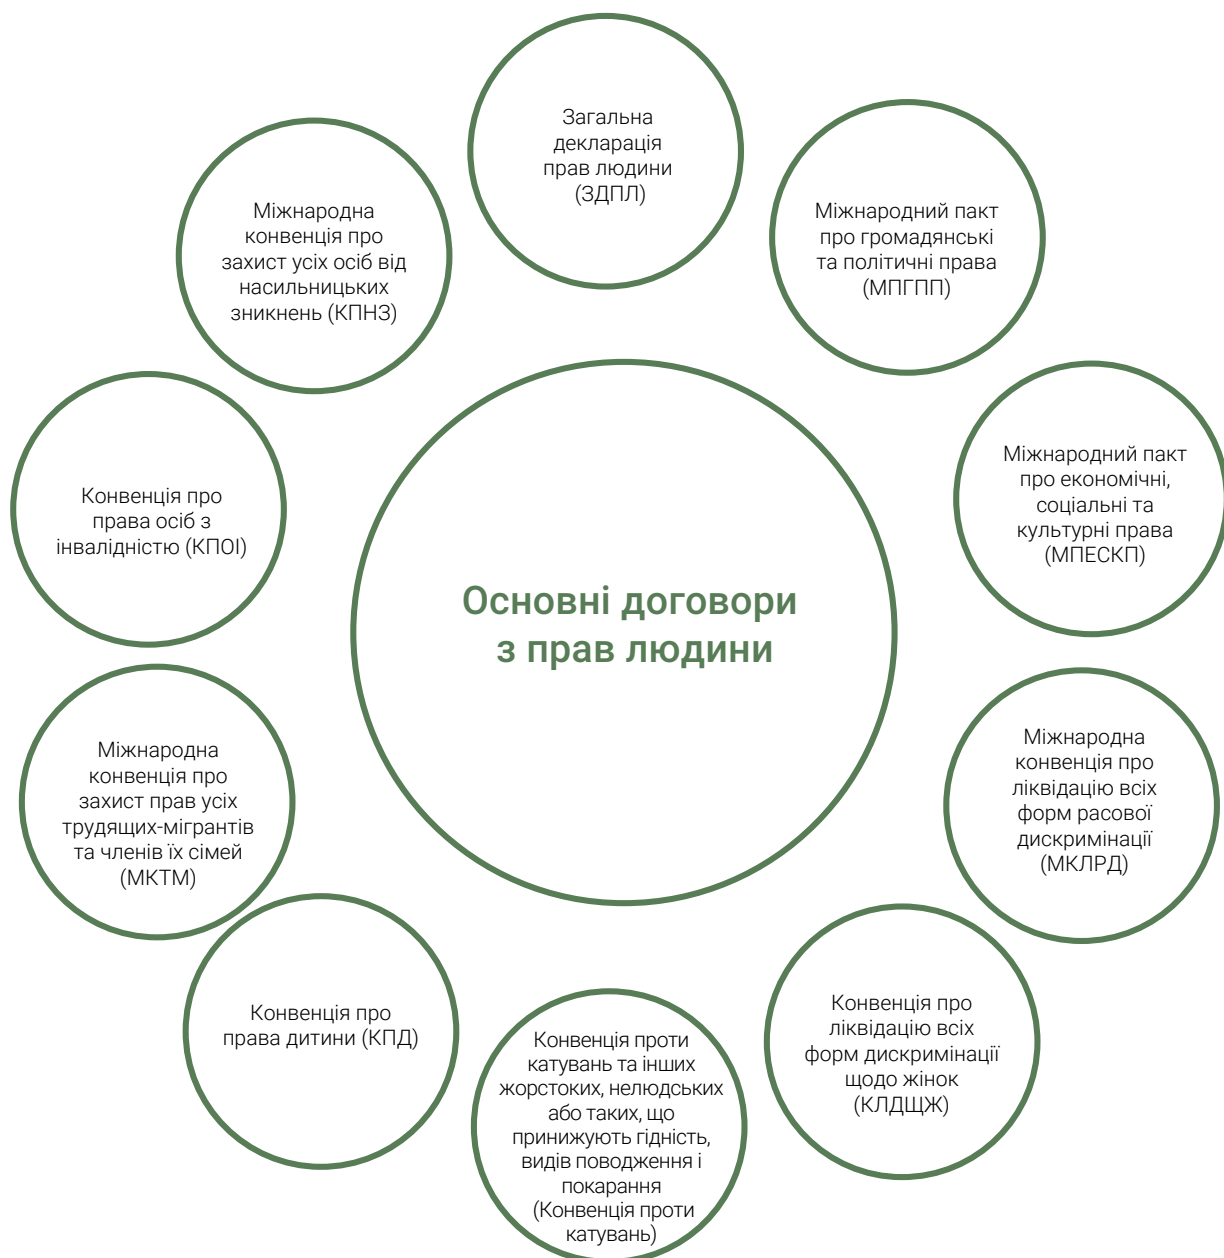 Загальна
декларація
прав людини
(ЗДПЛ)
Міжнародний пакт
про громадянські
та політичні права
(МПГПП)
Міжнародний пакт
про економічні,
соціальні та
культурні права
(МПЕСКП)
Міжнародна
конвенція про
ліквідацію всіх
форм расової
дискримінації
(МКЛРД)
Конвенція про
ліквідацію всіх
форм дискримінації
щодо жінок
(КЛДЩЖ)
Конвенція проти
катувань та інших
жорстоких, нелюдських
або таких, що
принижують гідність,
видів поводження і
покарання
(Конвенція проти
катувань)
Конвенція про
права дитини (КПД)
Міжнародна
конвенція про
захист прав усіх
трудящих-мігрантів
та членів їх сімей
(МКТМ)
Конвенція про
права осіб з
інвалідністю (КПОІ)
Міжнародна
конвенція про
захист усіх осіб від
насильницьких
зникнень (КПНЗ)
Основні договори
з прав людини